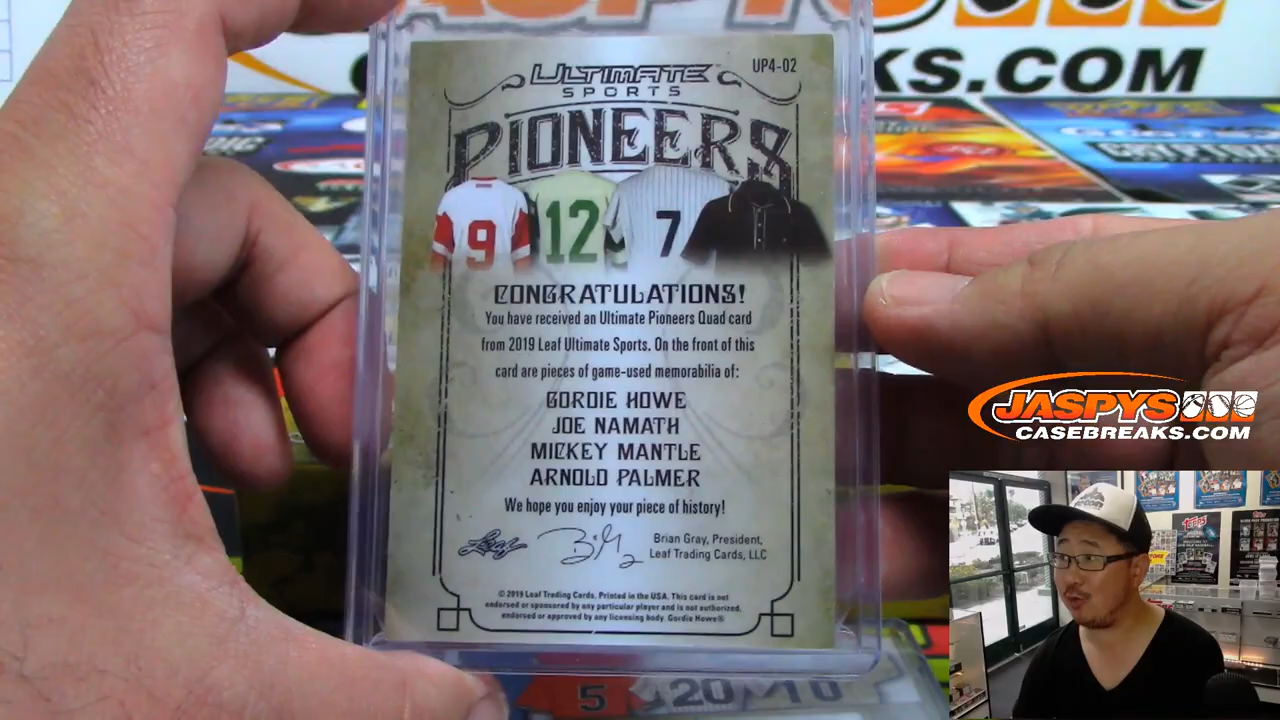 KS.COM
ULTIMATE
SPORTS
UP4-02
PIONEERS
9 12 7
CONGRATULATIONS!
You have received an Ultimate Pioneers Quad card
from 2019 Leaf Ultimate Sports. On the front of this
card are pieces of game-used memorabilia of:
GORDIE HOWE
JOE NAMATH
MICKEY MANTLE
ARNOLD PALMER
We hope you enjoy your piece of history!
Leaf
Brian Gray, President,
Leaf Trading Cards, LLC
© 2019 Leaf Trading Cards, Printed in the USA. This card is not
endorsed or sponsored by any particular player and is not authorized,
endorsed or approved by any licensing body. Gordie Howe®
5 20 10
JASPYS
CASEBREAKS.COM
Topps